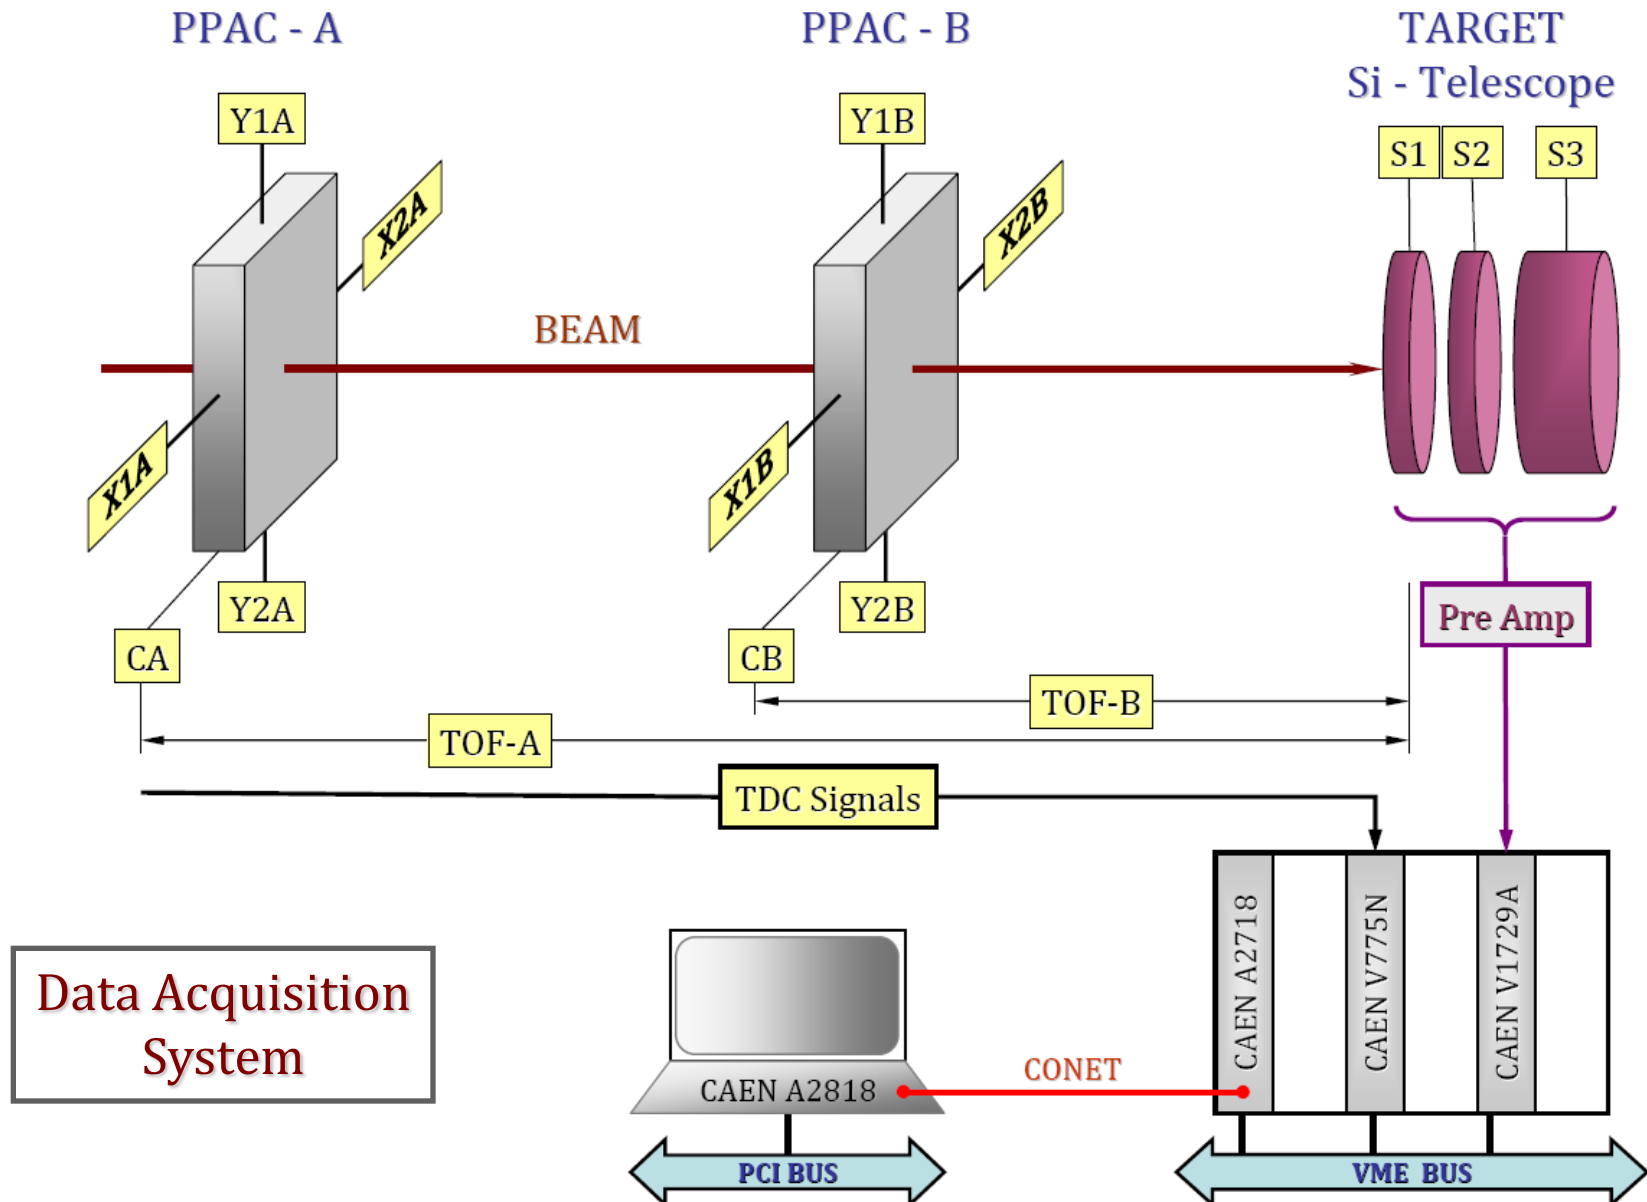 PPAC - A
PPAC - B
TARGET
Si - Telescope
Y1A
Y1B
S1
S2
S3
X2A
X2B
BEAM
X1A
X1B
Y2A
Y2B
Pre Amp
CA
CB
TOF-B
TOF-A
TDC Signals
CAEN A2718
CAEN V775N
CAEN V1729A
Data Acquisition
System
CONET
CAEN A2818
PCI BUS
VME BUS